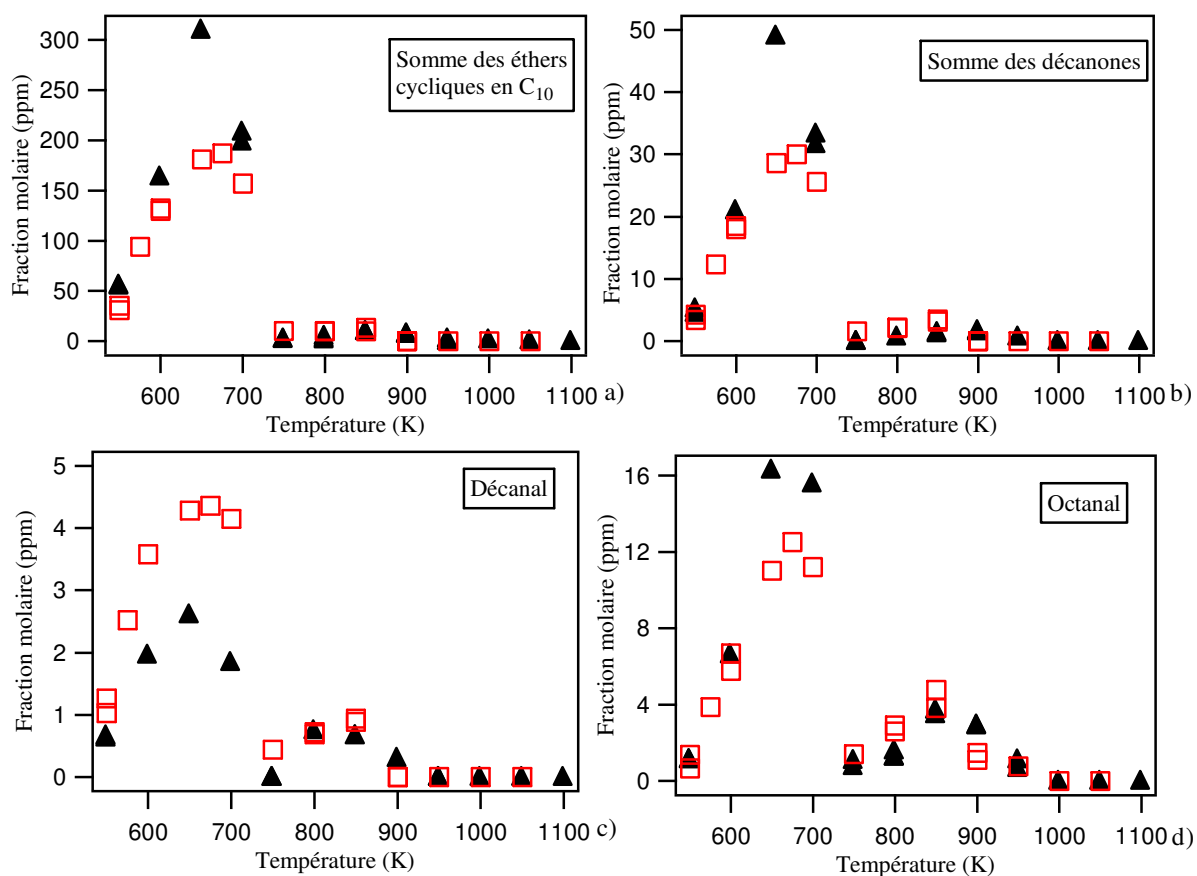 300
250
200
150
100
50
0
Fraction molaire (ppm)
Somme des éthers
cycliques en C10
600 700 800 900 1000 1100 a)
Température (K)
50
40
30
20
10
0
Fraction molaire (ppm)
Somme des décanones
600 700 800 900 1000 1100 b)
Température (K)
5
4
3
2
1
0
Fraction molaire (ppm)
Décanal
600 700 800 900 1000 1100 c)
Température (K)
16
12
8
4
0
Fraction molaire (ppm)
Octanal
600 700 800 900 1000 1100 d)
Température (K)